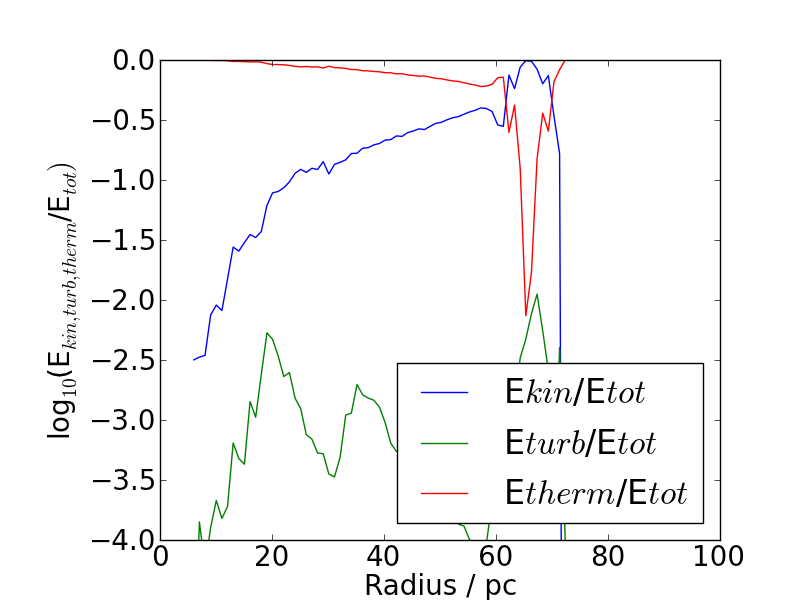 0.0
−0.5
−1.0
−1.5
−2.0
−2.5
−3.0
−3.5
−4.0
log10(Ekin,turb,therm/Etot)
Ekin/Etot
Eturb/Etot
Etherm/Etot
0 20 40 60 80 100
Radius / pc